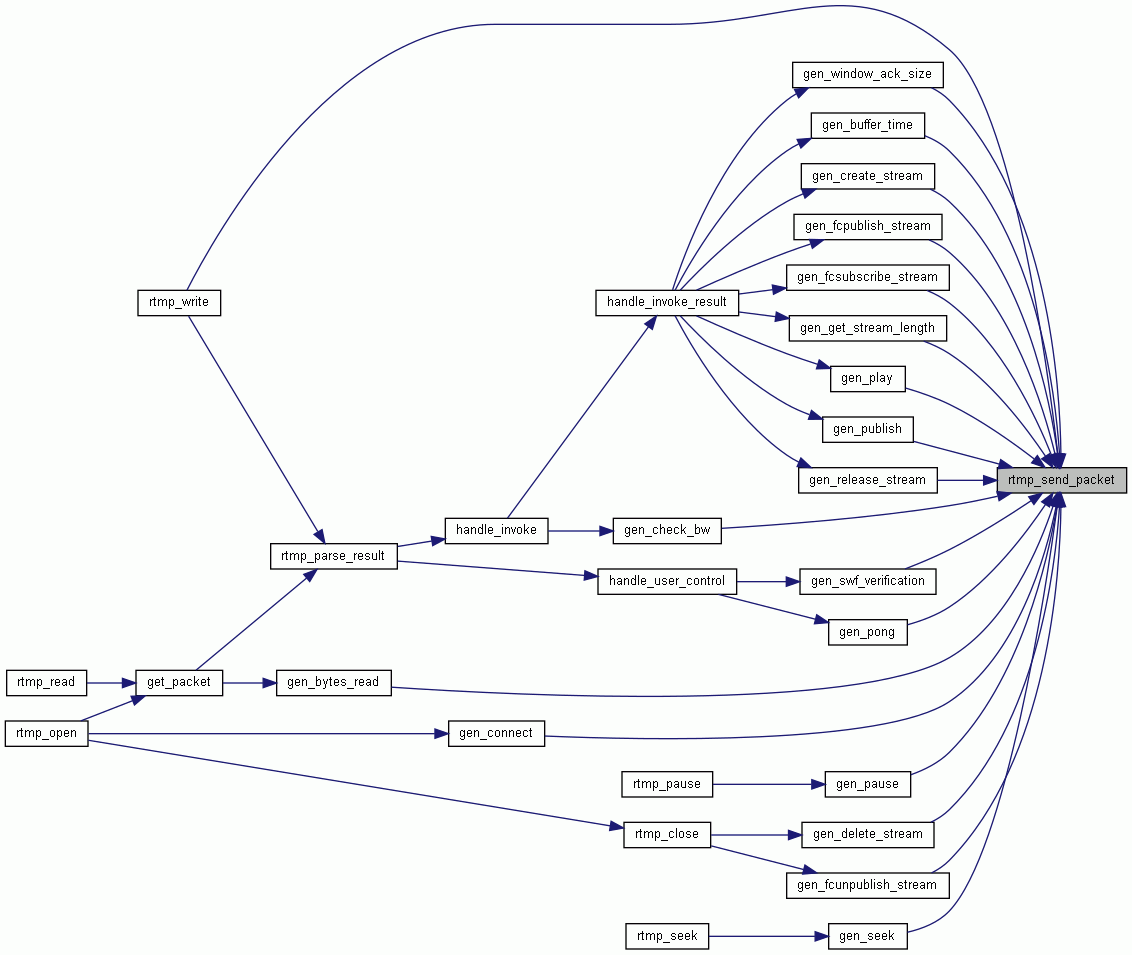 gen_window_ack_size
gen_buffer_time
gen_create_stream
gen_fcpublish_stream
gen_fcsubscribe_stream
rtmp_write
handle_invoke_result
gen_get_stream_length
gen_play
gen_publish
gen_release_stream
rtmp_send_packet
handle_invoke
gen_check_bw
rtmp_parse_result
handle_user_control
gen_swf_verification
gen_pong
rtmp_read
get_packet
gen_bytes_read
rtmp_open
gen_connect
rtmp_pause
gen_pause
rtmp_close
gen_delete_stream
gen_fcunpublish_stream
rtmp_seek
gen_seek